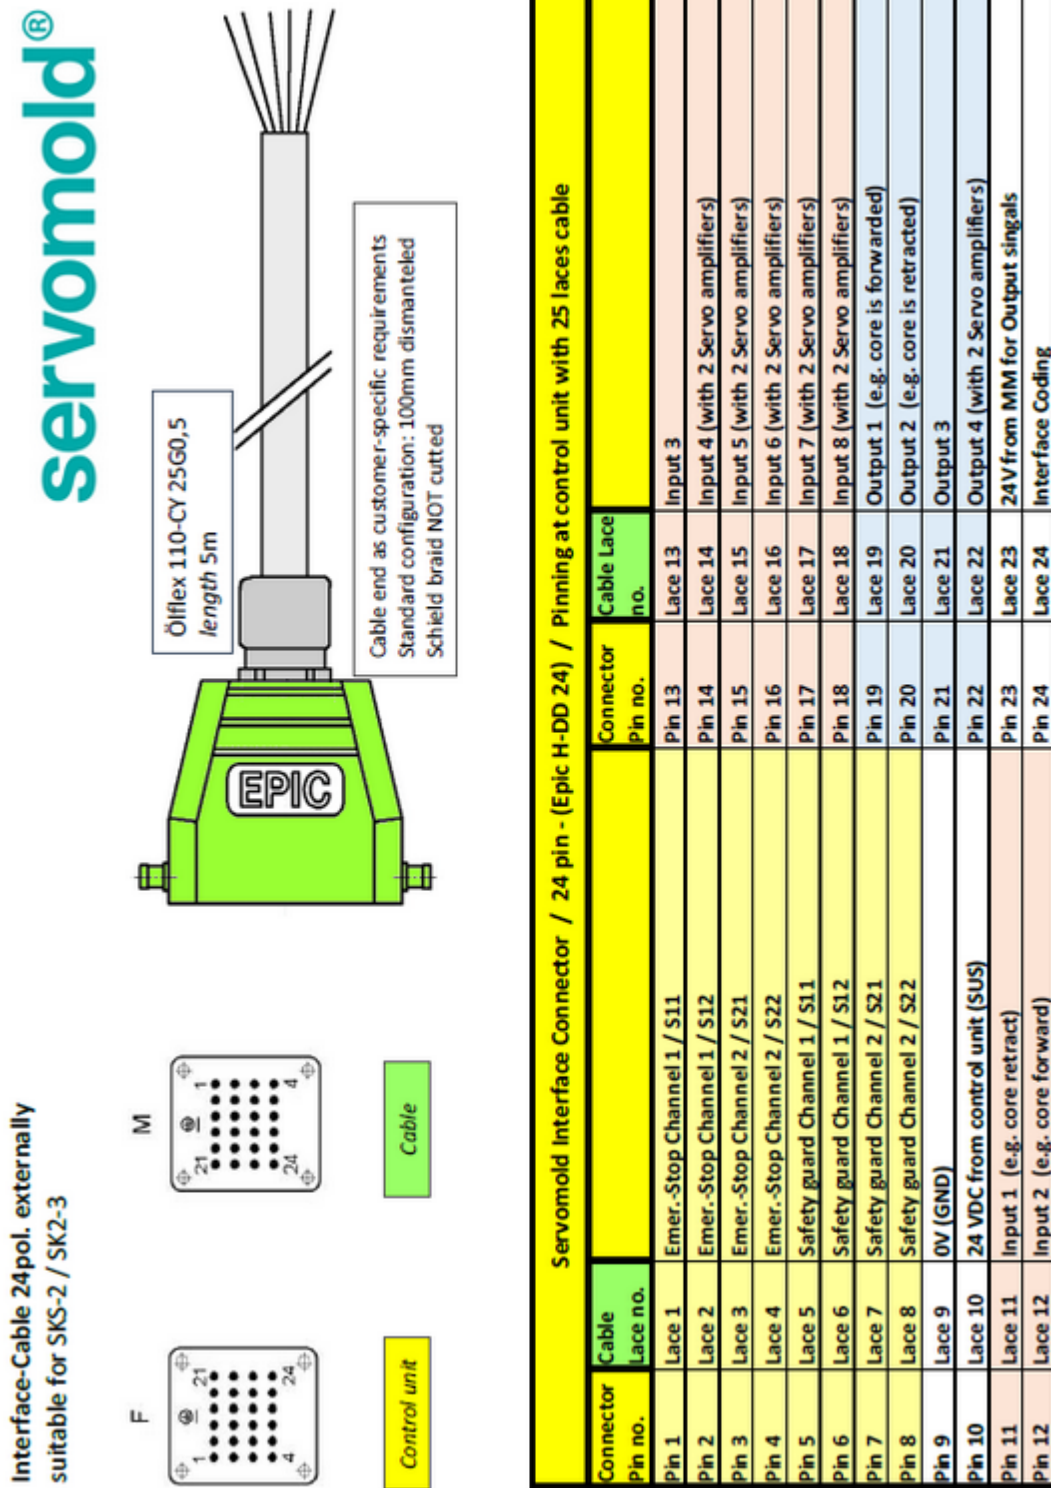 Interface-Cable 24pol. externally
suitable for SKS-2 / SK2-3
servomold®
F
1 21
4 24
Control unit
M
21 1
24 4
Cable
EPIC
Ölflex 110-CY 25G0,5
length 5m
Cable end as customer-specific requirements
Standard configuration: 100mm dismanteled
Schield braid NOT cutted
Servomold Interface Connector / 24 pin - (Epic H-DD 24) / Pinning at control unit with 25 laces cable
Connector Pin no. Cable Lace no. Connector Pin no. Cable Lace no.
Pin 1 Lace 1 Emer.-Stop Channel 1 / S11 Pin 13 Lace 13 Input 3
Pin 2 Lace 2 Emer.-Stop Channel 1 / S12 Pin 14 Lace 14 Input 4 (with 2 Servo amplifiers)
Pin 3 Lace 3 Emer.-Stop Channel 2 / S21 Pin 15 Lace 15 Input 5 (with 2 Servo amplifiers)
Pin 4 Lace 4 Emer.-Stop Channel 2 / S22 Pin 16 Lace 16 Input 6 (with 2 Servo amplifiers)
Pin 5 Lace 5 Safety guard Channel 1 / S11 Pin 17 Lace 17 Input 7 (with 2 Servo amplifiers)
Pin 6 Lace 6 Safety guard Channel 1 / S12 Pin 18 Lace 18 Input 8 (with 2 Servo amplifiers)
Pin 7 Lace 7 Safety guard Channel 2 / S21 Pin 19 Lace 19 Output 1 (e.g. core is forwarded)
Pin 8 Lace 8 Safety guard Channel 2 / S22 Pin 20 Lace 20 Output 2 (e.g. core is retracted)
Pin 9 Lace 9 0V (GND) Pin 21 Lace 21 Output 3
Pin 10 Lace 10 24 VDC from control unit (SUS) Pin 22 Lace 22 Output 4 (with 2 Servo amplifiers)
Pin 11 Lace 11 Input 1 (e.g. core retract) Pin 23 Lace 23 24V from MM for Output singals
Pin 12 Lace 12 Input 2 (e.g. core forward) Pin 24 Lace 24 Interface Coding